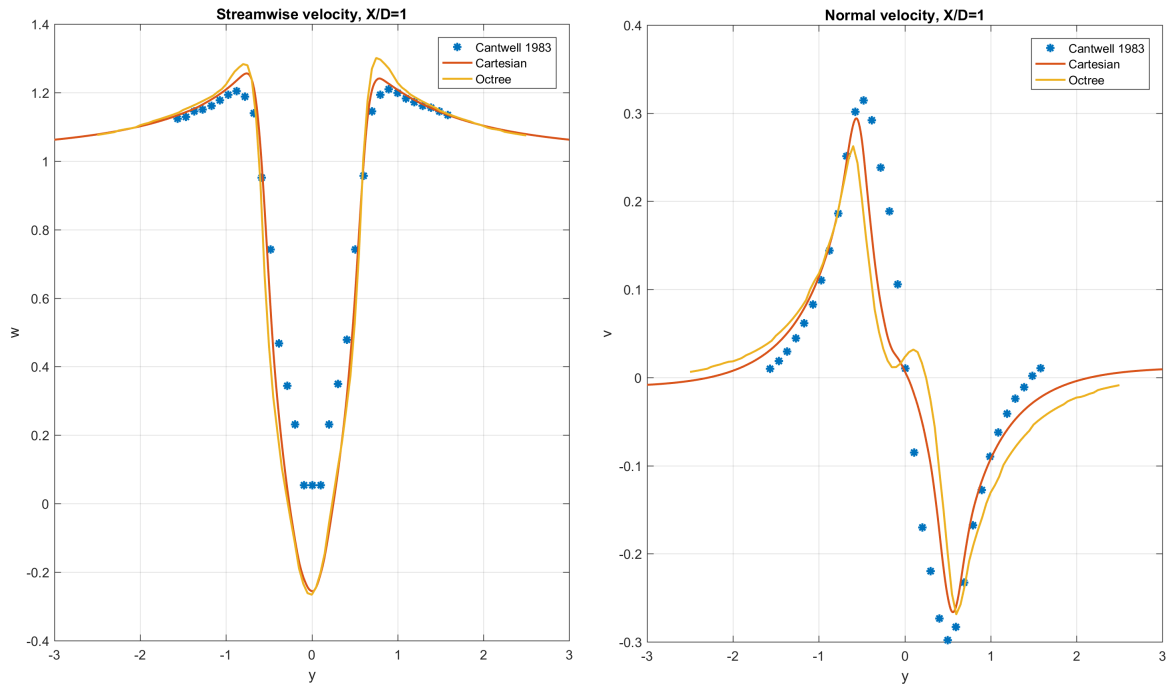 Streamwise velocity, X/D=1
1.4
1.2
1
0.8
0.6
0.4
0.2
0
-0.2
-0.4
w
-3
-2
-1
0
1
2
3
y
Cantwell 1983
Cartesian
Octree
Normal velocity, X/D=1
0.4
0.3
0.2
0.1
0
-0.1
-0.2
-0.3
v
-3
-2
-1
0
1
2
3
y
Cantwell 1983
Cartesian
Octree